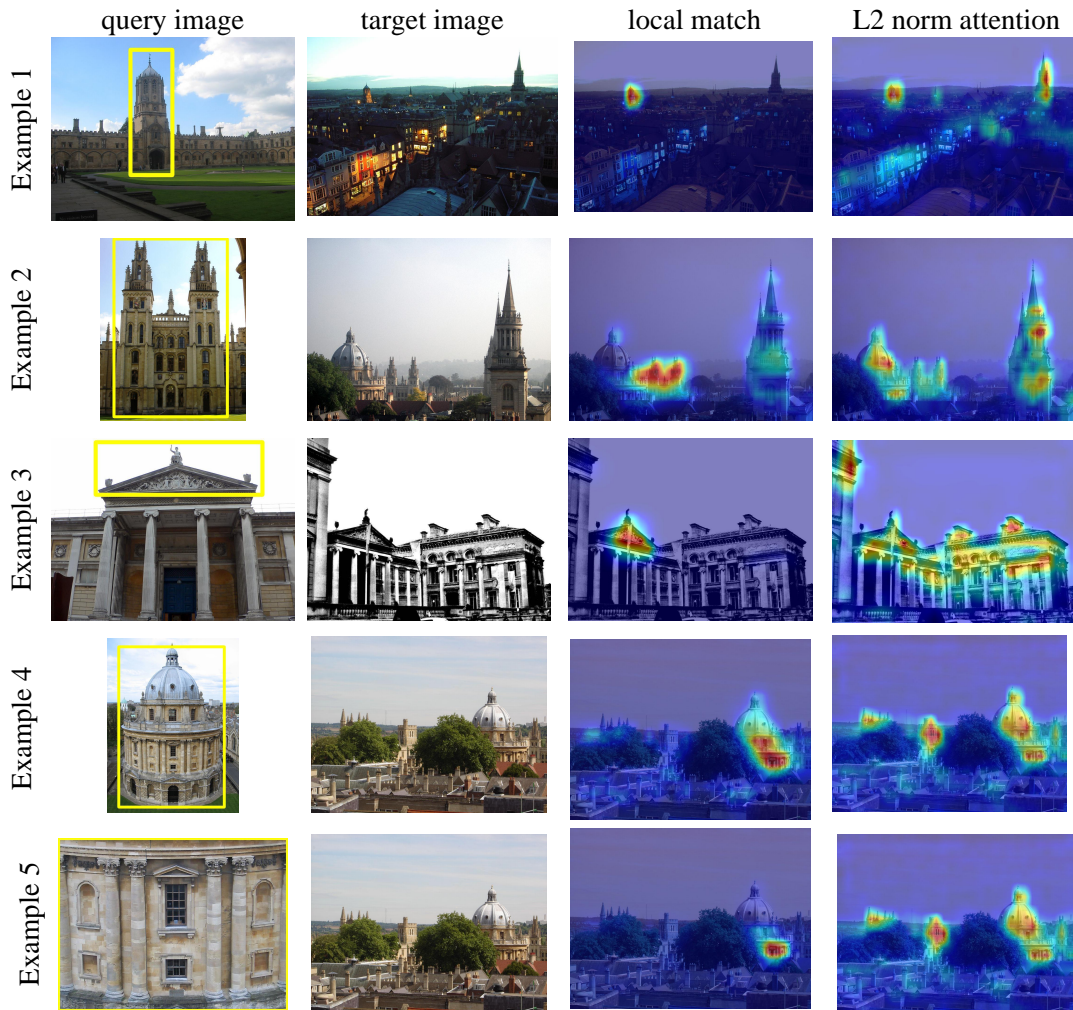 query image target image local match L2 norm attention
Example 1
Example 2
Example 3
Example 4
Example 5